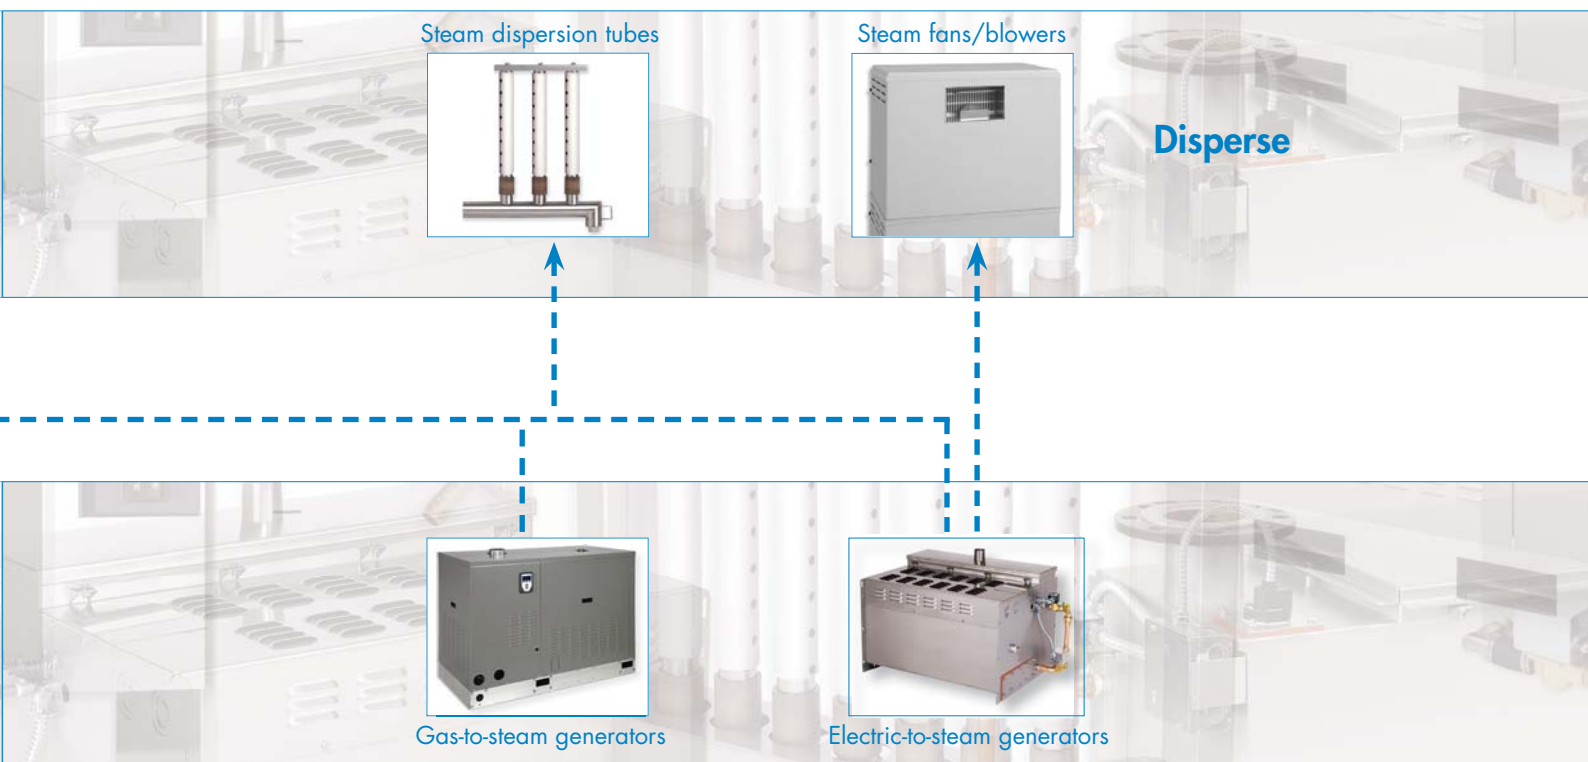 Steam dispersion tubes
Steam fans/blowers
Disperse
Gas-to-steam generators
Electric-to-steam generators